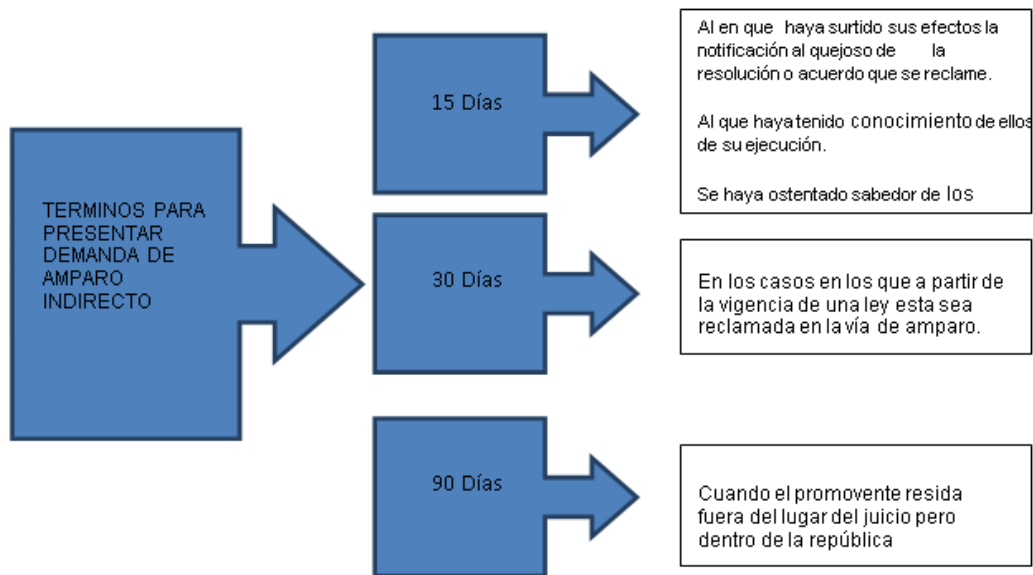 TERMINOS PARA
PRESENTAR
DEMANDA DE
AMPARO
INDIRECTO
15 Días
Al en que haya surtido sus efectos la
notificación al quejoso de la
resolución o acuerdo que se reclame.
Al que haya tenido conocimiento de ellos
de su ejecución.
Se haya ostentado sabedor de los
30 Días
En los casos en los que a partir de
la vigencia de una ley esta sea
reclamada en la vía de amparo.
90 Días
Cuando el promovente resida
fuera del lugar del juicio pero
dentro de la república